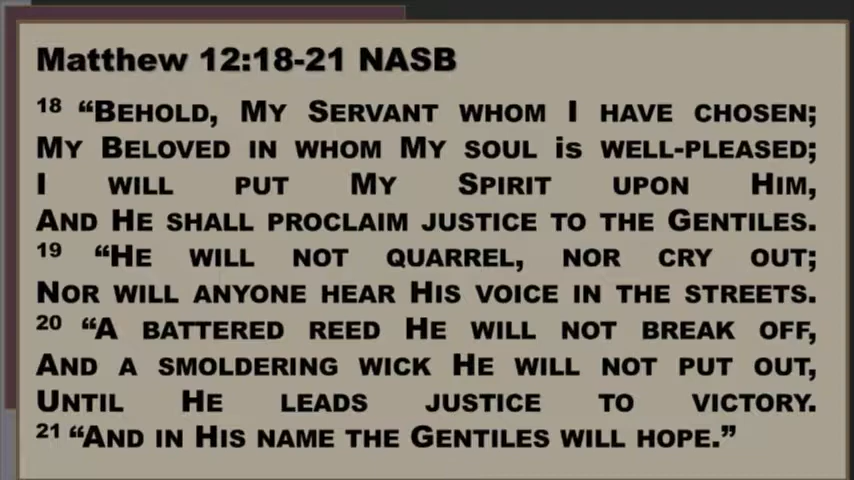 Matthew 12:18-21 NASB
18 “Behold, My Servant whom I have chosen;
My Beloved in whom My soul is well-pleased;
I will put My Spirit upon Him,
And He shall proclaim justice to the Gentiles.
19 “He will not quarrel, nor cry out;
Nor will anyone hear His voice in the streets.
20 “A battered reed He will not break off,
And a smoldering wick He will not put out,
Until He leads justice to victory.
21 “And in His name the Gentiles will hope.”